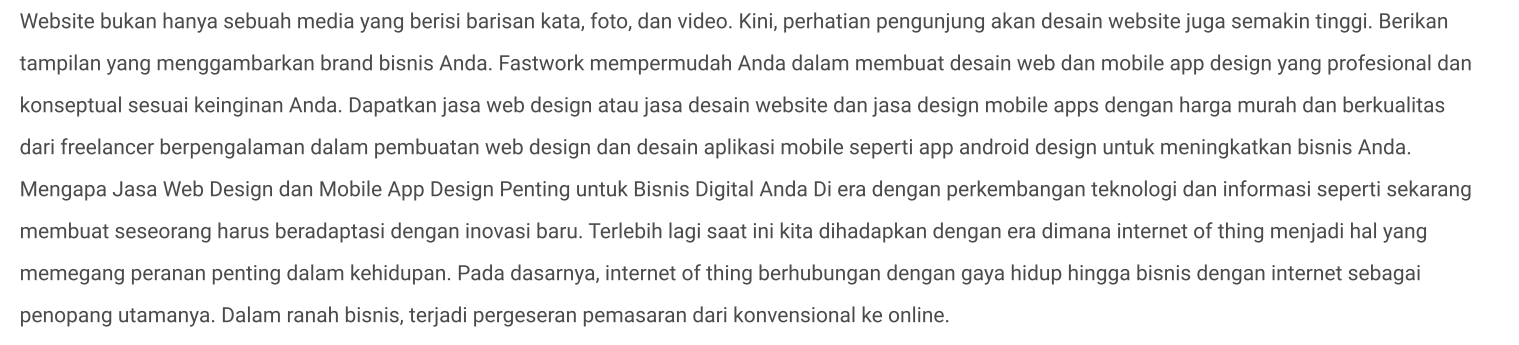 Website bukan hanya sebuah media yang berisi barisan kata, foto, dan video. Kini, perhatian pengunjung akan desain website juga semakin tinggi. Berikan
tampilan yang menggambarkan brand bisnis Anda. Fastwork mempermudah Anda dalam membuat desain web dan mobile app design yang profesional dan
konseptual sesuai keinginan Anda. Dapatkan jasa web design atau jasa desain website dan jasa design mobile apps dengan harga murah dan berkualitas
dari freelancer berpengalaman dalam pembuatan web design dan desain aplikasi mobile seperti app android design untuk meningkatkan bisnis Anda.
Mengapa Jasa Web Design dan Mobile App Design Penting untuk Bisnis Digital Anda Di era dengan perkembangan teknologi dan informasi seperti sekarang
membuat seseorang harus beradaptasi dengan inovasi baru. Terlebih lagi saat ini kita dihadapkan dengan era dimana internet of thing menjadi hal yang
memegang peranan penting dalam kehidupan. Pada dasarnya, internet of thing berhubungan dengan gaya hidup hingga bisnis dengan internet sebagai
penopang utamanya. Dalam ranah bisnis, terjadi pergeseran pemasaran dari konvensional ke online.